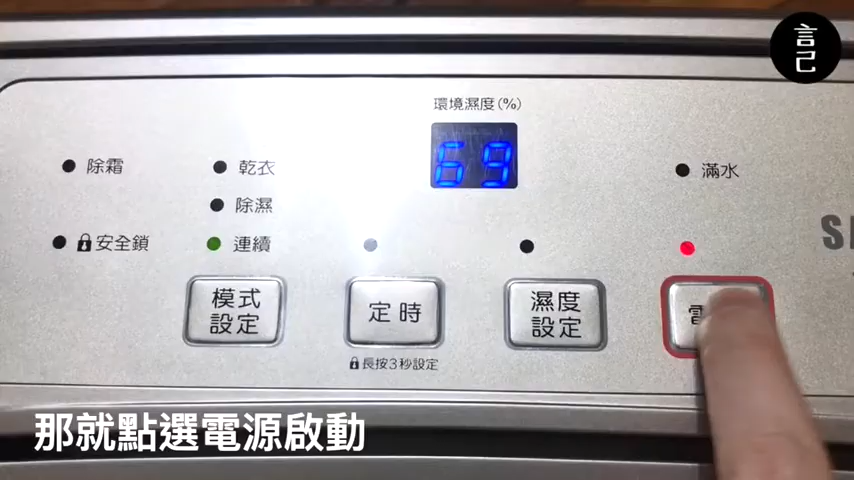 言己
環境濕度(%)
69
除霜
乾衣
滿水
除濕
安全鎖
連續
模式
設定
定時
濕度
設定
電
長按3秒設定
那就點選電源啟動